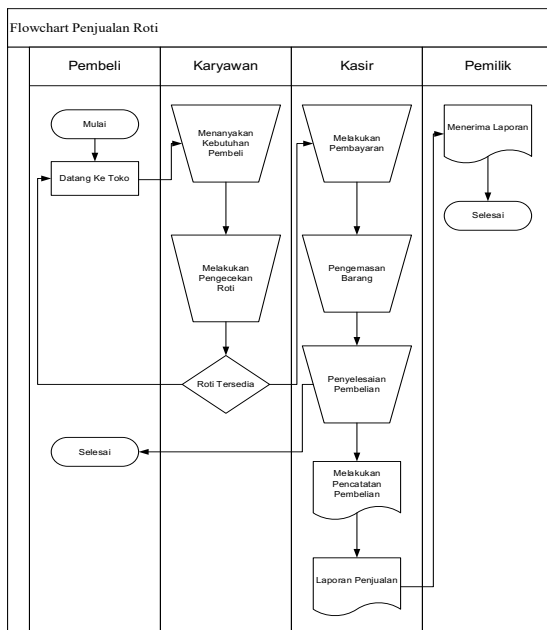 Flowchart Penjualan Roti
Pembeli
Karyawan
Kasir
Pemilik
Mulai
Datang Ke Toko
Selesai
Menanyakan
Kebutuhan
Pembeli
Melakukan
Pengecekan
Roti
Roti Tersedia
Melakukan
Pembayaran
Pengemasan
Barang
Penyelesaian
Pembelian
Melakukan
Pencatatan
Pembelian
Laporan Penjualan
Menerima Laporan
Selesai